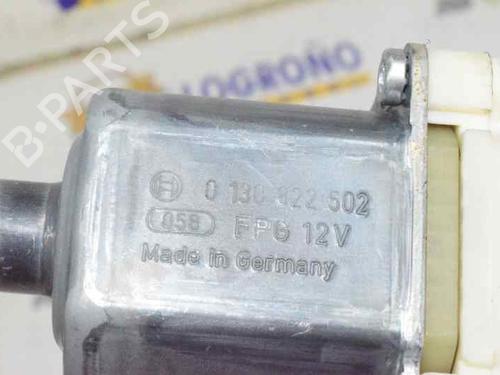 LOGROÑO
B-PARTS
0 130 822 502
058 FPG 12V
Made in Germany